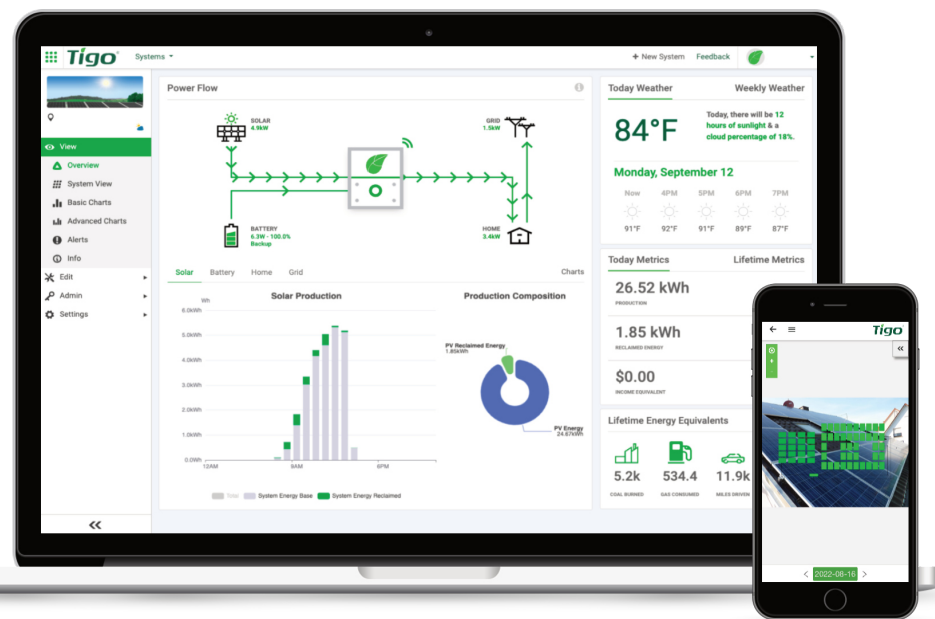 Tigo
Systems
+ New System
Feedback
View
Overview
System View
Basic Charts
Advanced Charts
Alerts
Info
Edit
Admin
Settings
Power Flow
SOLAR
4.9kW
GRID
1.5kW
BATTERY
6.3W - 100.0%
Backup
HOME
3.4kW
Solar
Battery
Home
Grid
Charts
Solar Production
Wh
6.0kWh
5.0kWh
4.0kWh
3.0kWh
2.0kWh
1.0kWh
0.0Wh
12AM
9AM
6PM
Total
System Energy Base
System Energy Reclaimed
Production Composition
PV Reclaimed Energy
1.85kWh
PV Energy
24.67kWh
Today Weather
Weekly Weather
84°F
Today, there will be 12
hours of sunlight & a
cloud percentage of 18%.
Monday, September 12
Now 4PM 5PM 6PM 7PM
91°F 92°F 91°F 89°F 87°F
Today Metrics
Lifetime Metrics
26.52 kWh
PRODUCTION
1.85 kWh
RECLAIMED ENERGY
$0.00
INCOME EQUIVALENT
Lifetime Energy Equivalents
5.2k
COAL BURNED
534.4
GAS CONSUMED
11.9k
MILES DRIVEN
Tigo
2022-08-16